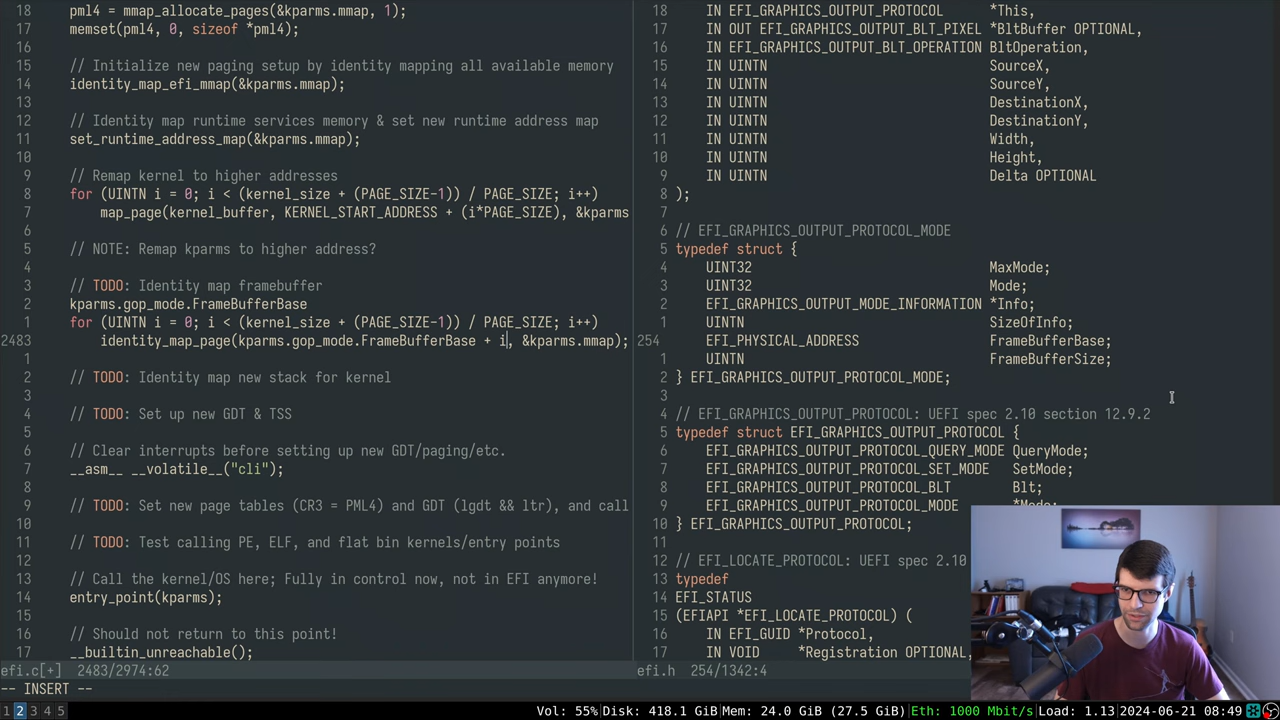 18 pml4 = mmap_allocate_pages(&kparms.mmap, 1);
17 memset(pml4, 0, sizeof *pml4);
16
15 // Initialize new paging setup by identity mapping all available memory
14 identity_map_efi_mmap(&kparms.mmap);
13
12 // Identity map runtime services memory & set new runtime address map
11 set_runtime_address_map(&kparms.mmap);
10
9 // Remap kernel to higher addresses
8 for (UINTN i = 0; i < (kernel_size + (PAGE_SIZE-1)) / PAGE_SIZE; i++)
7 map_page(kernel_buffer, KERNEL_START_ADDRESS + (i*PAGE_SIZE), &kparms
6
5 // NOTE: Remap kparms to higher address?
4
3 // TODO: Identity map framebuffer
2 kparms.gop_mode.FrameBufferBase
1 for (UINTN i = 0; i < (kernel_size + (PAGE_SIZE-1)) / PAGE_SIZE; i++)
2483 identity_map_page(kparms.gop_mode.FrameBufferBase + i, &kparms.mmap);
1
2 // TODO: Identity map new stack for kernel
3
4 // TODO: Set up new GDT & TSS
5
6 // Clear interrupts before setting up new GDT/paging/etc.
7 __asm__ __volatile__("cli");
8
9 // TODO: Set new page tables (CR3 = PML4) and GDT (lgdt && ltr), and call
10
11 // TODO: Test calling PE, ELF, and flat bin kernels/entry points
12
13 // Call the kernel/OS here; Fully in control now, not in EFI anymore!
14 entry_point(kparms);
15
16 // Should not return to this point!
17 __builtin_unreachable();
efi.c[+] 2483/2974:62
-- INSERT --
18 IN EFI_GRAPHICS_OUTPUT_PROTOCOL *This,
17 IN OUT EFI_GRAPHICS_OUTPUT_BLT_PIXEL *BltBuffer OPTIONAL,
16 IN EFI_GRAPHICS_OUTPUT_BLT_OPERATION BltOperation,
15 IN UINTN SourceX,
14 IN UINTN SourceY,
13 IN UINTN DestinationX,
12 IN UINTN DestinationY,
11 IN UINTN Width,
10 IN UINTN Height,
9 IN UINTN Delta OPTIONAL
8 );
7
6 // EFI_GRAPHICS_OUTPUT_PROTOCOL_MODE
5 typedef struct {
4 UINT32 MaxMode;
3 UINT32 Mode;
2 EFI_GRAPHICS_OUTPUT_MODE_INFORMATION *Info;
1 UINTN SizeOfInfo;
254 EFI_PHYSICAL_ADDRESS FrameBufferBase;
1 UINTN FrameBufferSize;
2 } EFI_GRAPHICS_OUTPUT_PROTOCOL_MODE;
3
4 // EFI_GRAPHICS_OUTPUT_PROTOCOL: UEFI spec 2.10 section 12.9.2
5 typedef struct EFI_GRAPHICS_OUTPUT_PROTOCOL {
6 EFI_GRAPHICS_OUTPUT_PROTOCOL_QUERY_MODE QueryMode;
7 EFI_GRAPHICS_OUTPUT_PROTOCOL_SET_MODE SetMode;
8 EFI_GRAPHICS_OUTPUT_PROTOCOL_BLT Blt;
9 EFI_GRAPHICS_OUTPUT_PROTOCOL_MODE *Mode;
10 } EFI_GRAPHICS_OUTPUT_PROTOCOL;
11
12 // EFI_LOCATE_PROTOCOL: UEFI spec 2.10
13 typedef
14 EFI_STATUS
15 (EFIAPI *EFI_LOCATE_PROTOCOL) (
16 IN EFI_GUID *Protocol,
17 IN VOID *Registration OPTIONAL,
efi.h 254/1342:4
1 2 3 4 5 Vol: 55% Disk: 418.1 GiB Mem: 24.0 GiB (27.5 GiB) Eth: 1000 Mbit/s Load: 1.13 2024-06-21 08:49